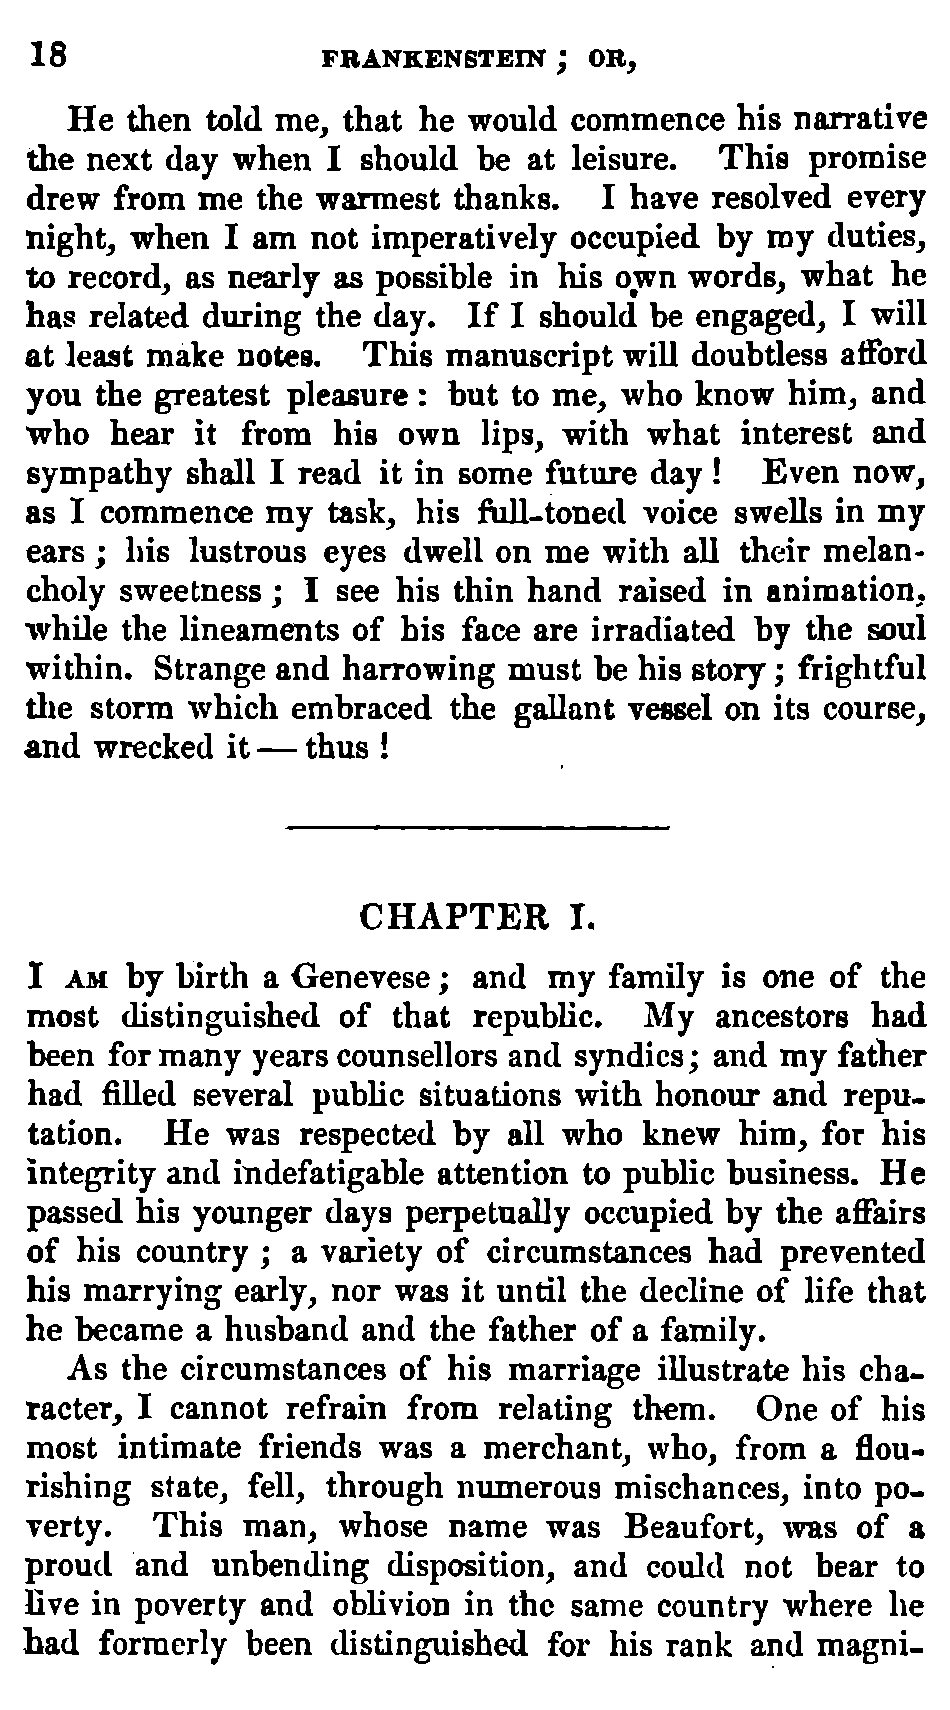 18 FRANKENSTEIN ; OR,
He then told me, that he would commence his narrative
the next day when I should be at leisure. This promise
drew from me the warmest thanks. I have resolved every
night, when I am not imperatively occupied by my duties,
to record, as nearly as possible in his own words, what he
has related during the day. If I should be engaged, I will
at least make notes. This manuscript will doubtless afford
you the greatest pleasure : but to me, who know him, and
who hear it from his own lips, with what interest and
sympathy shall I read it in some future day ! Even now,
as I commence my task, his full-toned voice swells in my
ears ; his lustrous eyes dwell on me with all their melan-
choly sweetness ; I see his thin hand raised in animation,
while the lineaments of his face are irradiated by the soul
within. Strange and harrowing must be his story ; frightful
the storm which embraced the gallant vessel on its course,
and wrecked it — thus !
CHAPTER I.
I AM by birth a Genevese ; and my family is one of the
most distinguished of that republic. My ancestors had
been for many years counsellors and syndics ; and my father
had filled several public situations with honour and repu-
tation. He was respected by all who knew him, for his
integrity and indefatigable attention to public business. He
passed his younger days perpetually occupied by the affairs
of his country ; a variety of circumstances had prevented
his marrying early, nor was it until the decline of life that
he became a husband and the father of a family.
As the circumstances of his marriage illustrate his cha-
racter, I cannot refrain from relating them. One of his
most intimate friends was a merchant, who, from a flou-
rishing state, fell, through numerous mischances, into po-
verty. This man, whose name was Beaufort, was of a
proud and unbending disposition, and could not bear to
live in poverty and oblivion in the same country where he
had formerly been distinguished for his rank and magni-